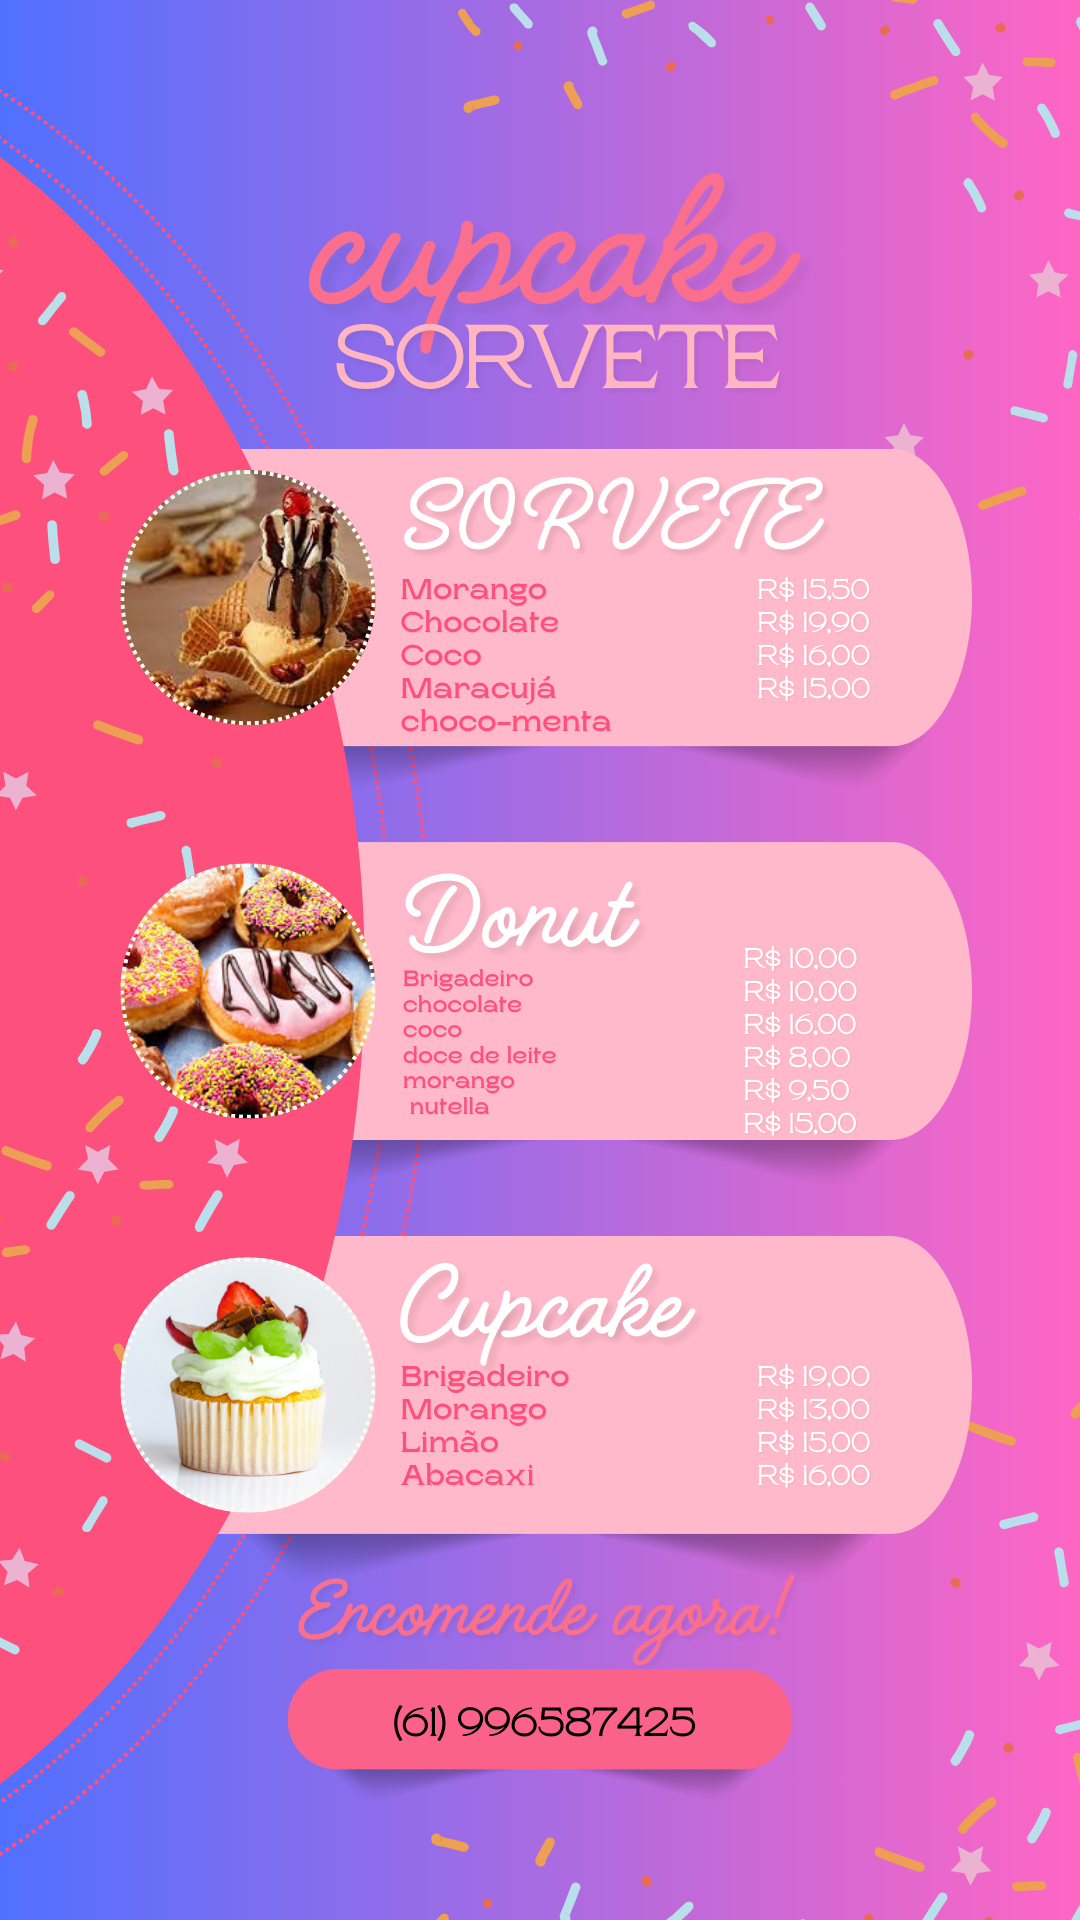 cupcake
SORVETE
SORVETE
Morango R$ 15,50
Chocolate R$ 19,90
Coco R$ 16,00
Maracujá R$ 15,00
choco-menta
Donut
Brigadeiro R$ 10,00
chocolate R$ 10,00
coco R$ 16,00
doce de leite R$ 8,00
morango R$ 9,50
nutella R$ 15,00
Cupcake
Brigadeiro R$ 19,00
Morango R$ 13,00
Limão R$ 15,00
Abacaxi R$ 16,00
Encomende agora!
(61) 996587425